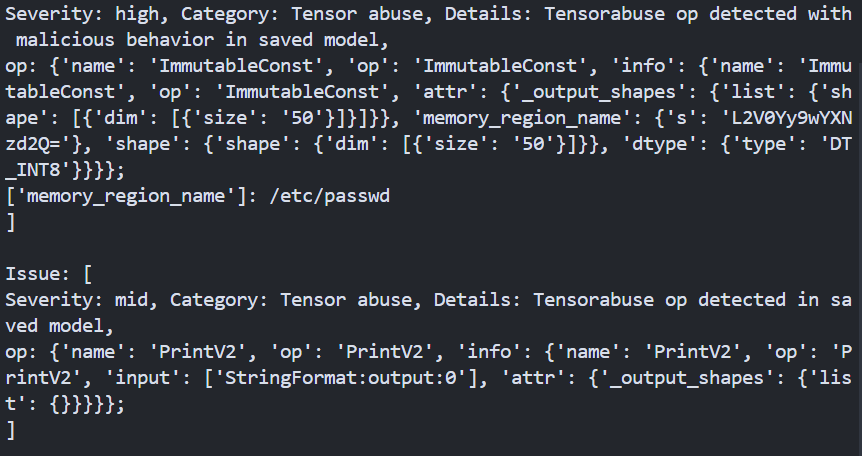 Severity: high, Category: Tensor abuse, Details: Tensorabuse op detected with
 malicious behavior in saved model,
op: {'name': 'ImmutableConst', 'op': 'ImmutableConst', 'info': {'name': 'Immu
tableConst', 'op': 'ImmutableConst', 'attr': {'_output_shapes': {'list': {'sh
ape': [{'dim': [{'size': '50'}]}]}}, 'memory_region_name': {'s': 'L2V0Yy9wYXN
zd2Q='}, 'shape': {'shape': {'dim': [{'size': '50'}]}}, 'dtype': {'type': 'DT
_INT8'}}}};
['memory_region_name']: /etc/passwd
]

Issue: [
Severity: mid, Category: Tensor abuse, Details: Tensorabuse op detected in sa
ved model,
op: {'name': 'PrintV2', 'op': 'PrintV2', 'info': {'name': 'PrintV2', 'op': 'P
rintV2', 'input': ['StringFormat:output:0'], 'attr': {'_output_shapes': {'lis
t': {}}}}};
]